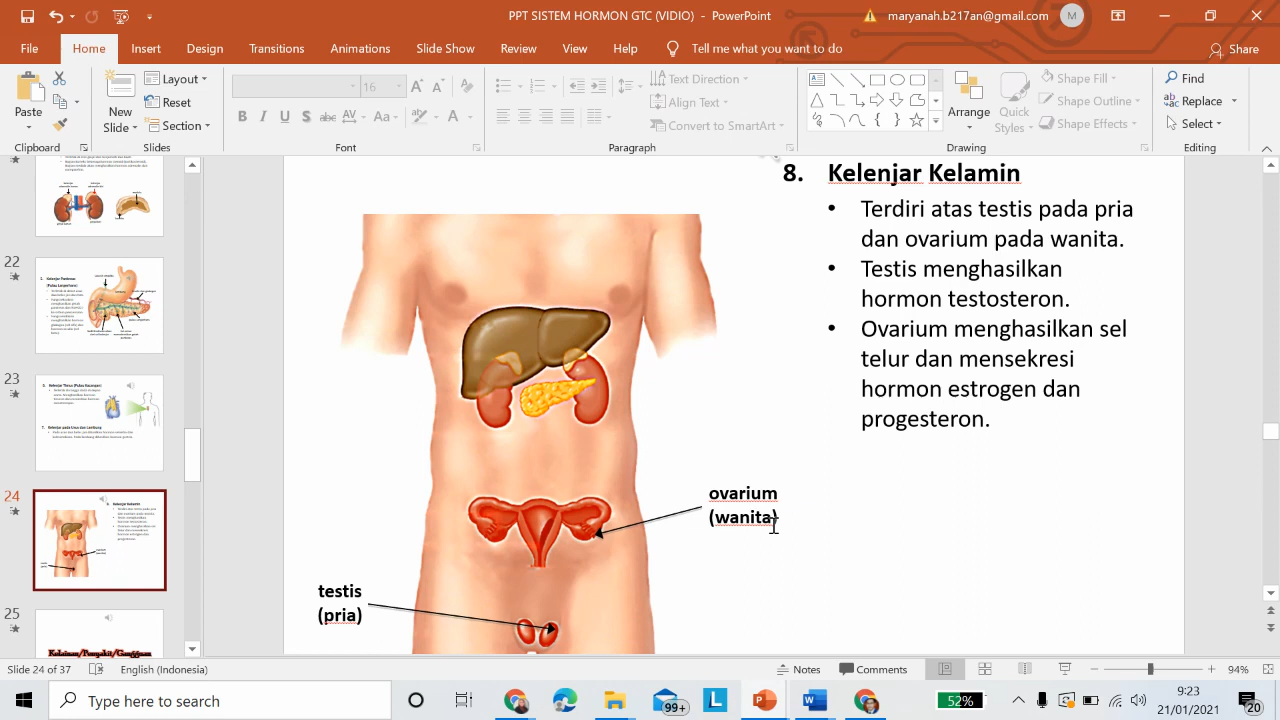 PPT SISTEM HORMON GTC (VIDIO) - PowerPoint
maryanah.b217an@gmail.com
M
File Home Insert Design Transitions Animations Slide Show Review View Help Tell me what you want to do
Share
Paste
Clipboard
New
Slide
Layout
Reset
Section
Slides
16
Font
Text Direction
Align Text
Convert to SmartArt
Paragraph
Arrange
Quick
Styles
Shape Fill
Shape Outline
Shape Effects
Drawing
Find
Replace
Select
Editing
22
23
24
25
Kelainan/Penyakit/Gangguan
8. Kelenjar Kelamin
• Terdiri atas testis pada pria
dan ovarium pada wanita.
• Testis menghasilkan
hormon testosteron.
• Ovarium menghasilkan sel
telur dan mensekresi
hormon estrogen dan
progesteron.
ovarium
(wanita)
testis
(pria)
Slide 24 of 37
English (Indonesia)
Notes
Comments
94%
Type here to search
99+
52%
9:23
21/01/2021
20